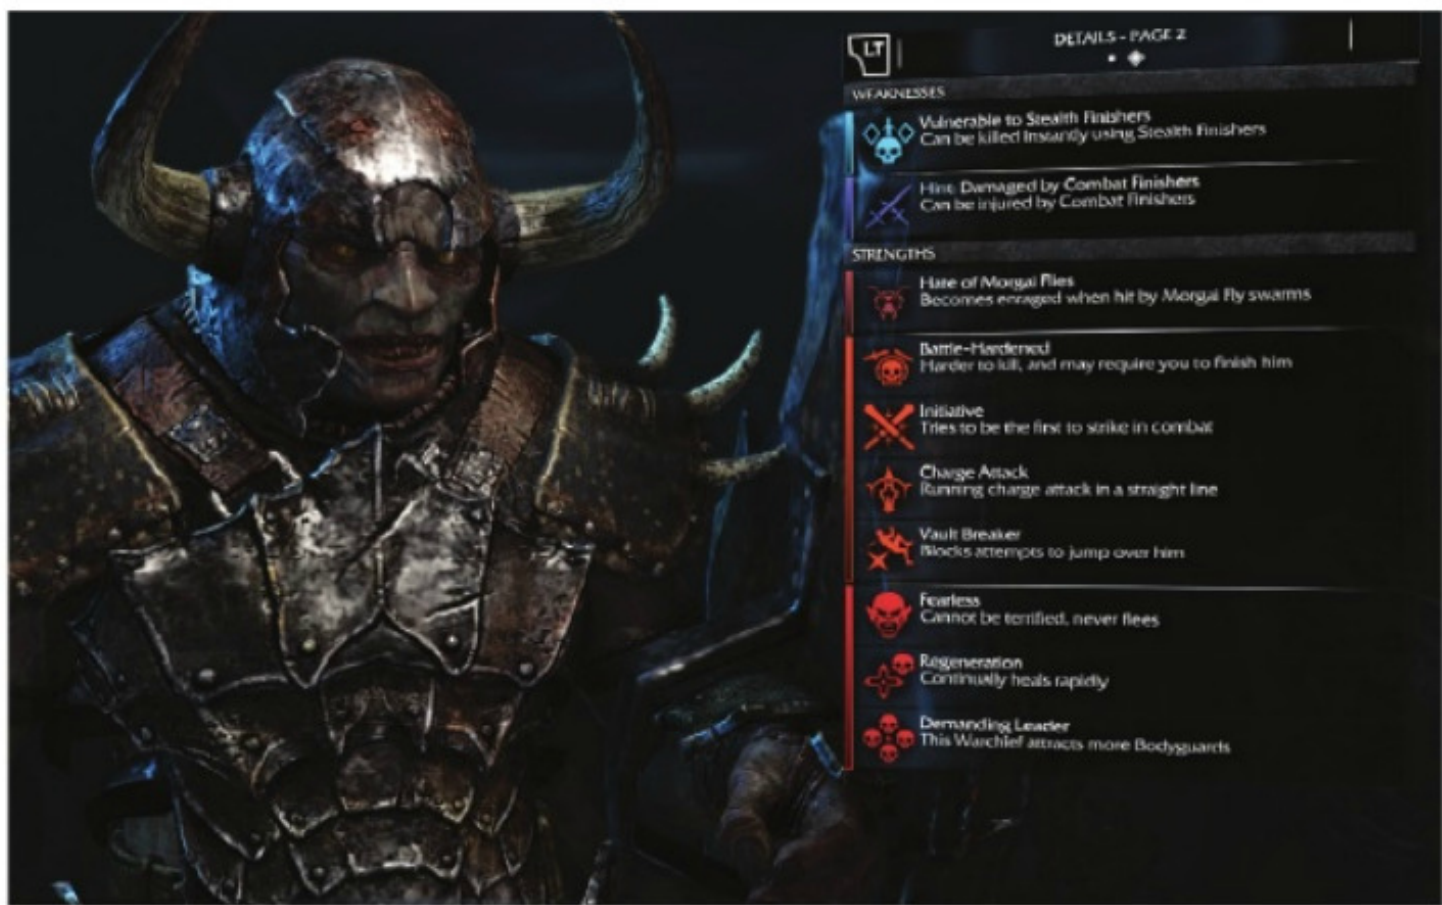 LT
DETAILS - PAGE 2
WEAKNESSES
Vulnerable to Stealth Finishers
Can be killed instantly using Stealth Finishers
Damaged by Combat Finishers
Can be injured by Combat Finishers
STRENGTHS
Hate of Morgai Flies
Becomes enraged when hit by Morgai Fly swarms
Battle-Hardened
Harder to kill, and may require you to finish him
Initiative
Tries to be the first to strike in combat
Charge Attack
Running charge attack in a straight line
Vault Breaker
Blocks attempts to jump over him
Fearless
Cannot be terrified, never flees
Regeneration
Continually heals rapidly
Demanding Leader
This Warchief attracts more Bodyguards